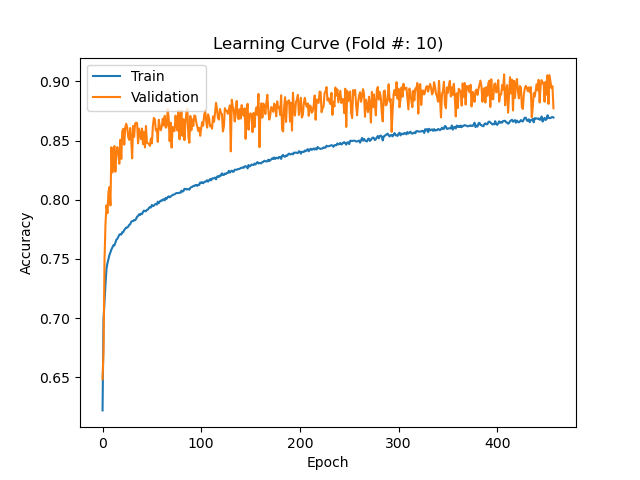 Learning Curve (Fold #: 10)
Train
Validation
0.90
0.85
0.80
0.75
0.70
0.65
Accuracy
0 100 200 300 400
Epoch